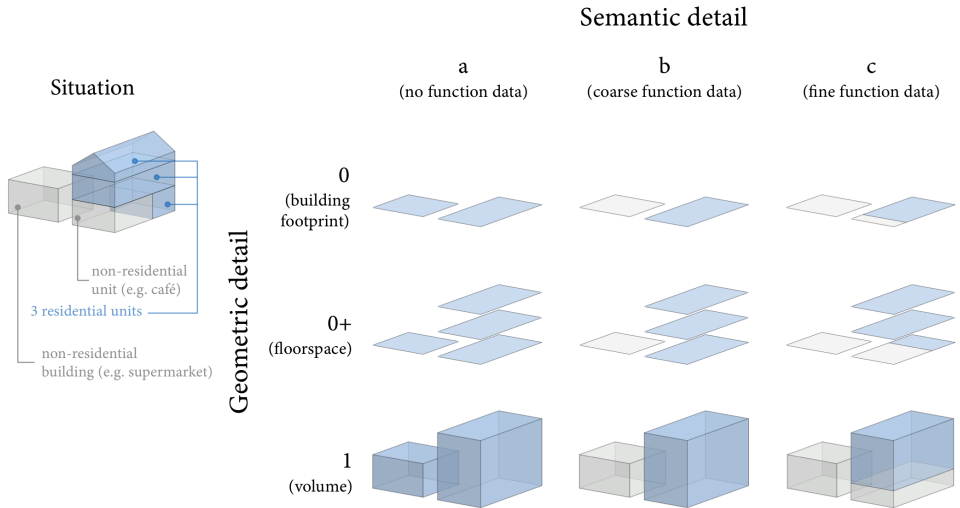 Semantic detail
a
(no function data)
b
(coarse function data)
c
(fine function data)
Situation
non-residential
unit (e.g. café)
3 residential units
non-residential
building (e.g. supermarket)
Geometric detail
0
(building
footprint)
0+
(floorspace)
1
(volume)